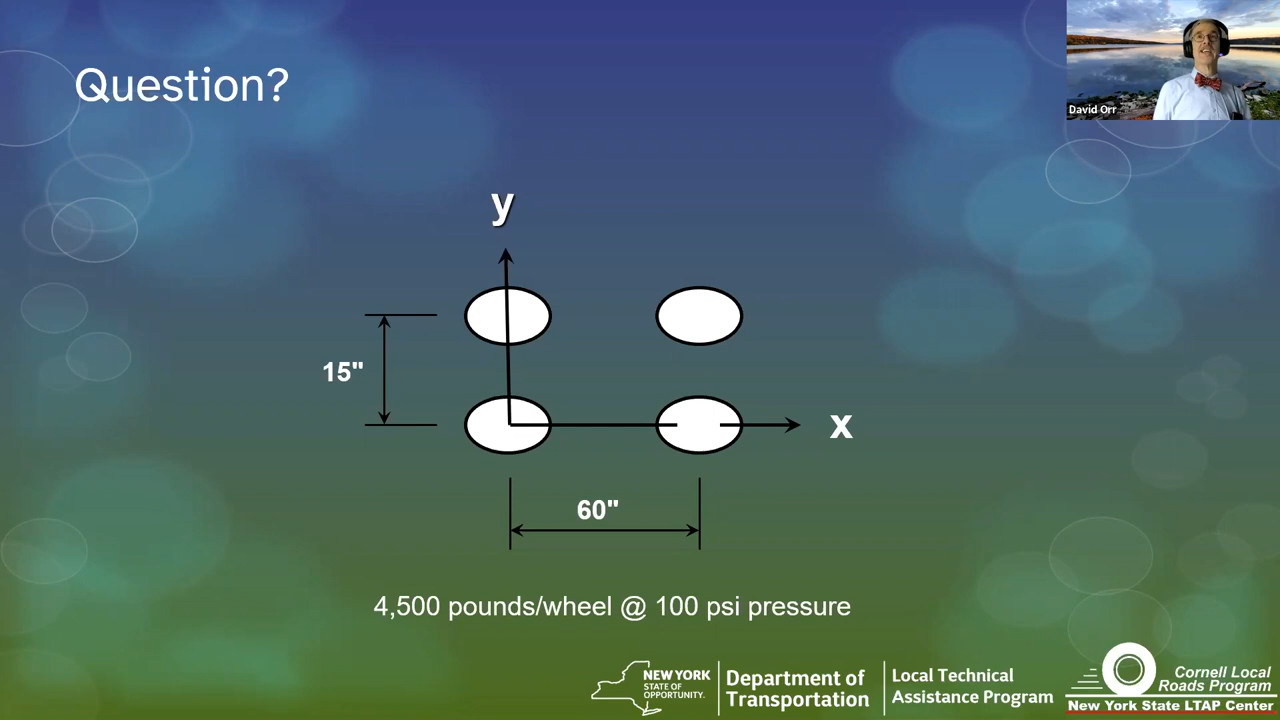 Question?
David Orr
y
15"
x
60"
4,500 pounds/wheel @ 100 psi pressure
NEW YORK
STATE OF
OPPORTUNITY.
Department of
Transportation
Local Technical
Assistance Program
Cornell Local
Roads Program
New York State LTAP Center